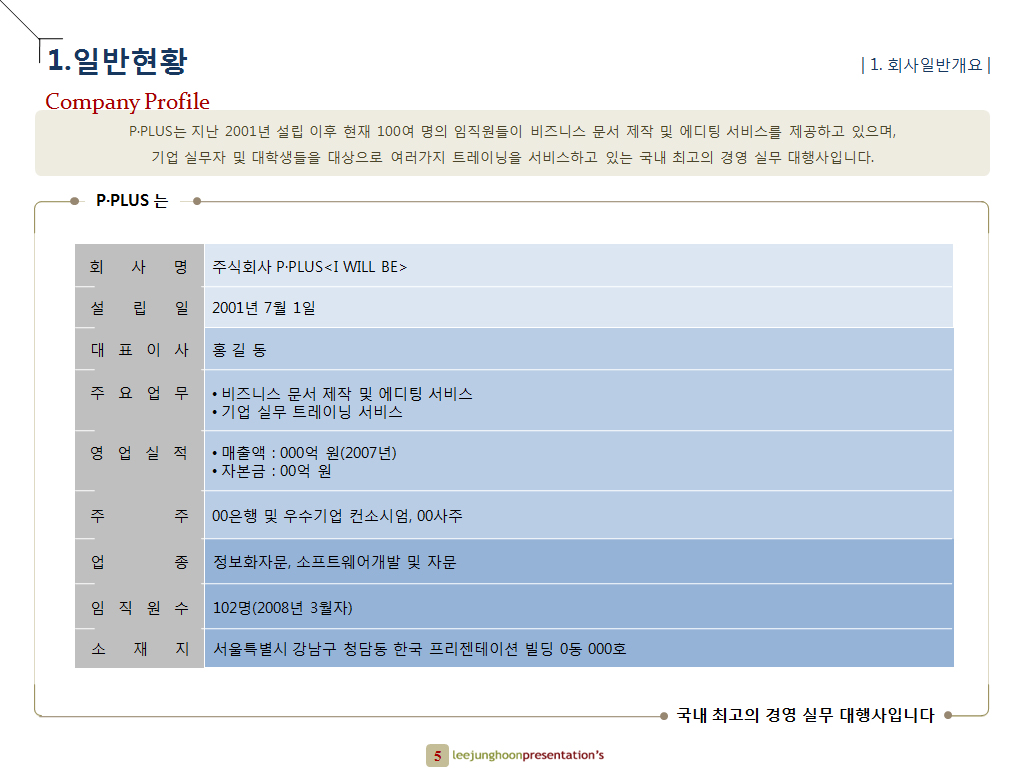 1.일반현황
| 1. 회사일반개요 |
Company Profile
P·PLUS는 지난 2001년 설립 이후 현재 100여 명의 임직원들이 비즈니스 문서 제작 및 에디팅 서비스를 제공하고 있으며,
기업 실무자 및 대학생들을 대상으로 여러가지 트레이닝을 서비스하고 있는 국내 최고의 경영 실무 대행사입니다.
P·PLUS 는
회 사 명 주식회사 P·PLUS<I WILL BE>
설 립 일 2001년 7월 1일
대 표 이 사 홍 길 동
주 요 업 무 • 비즈니스 문서 제작 및 에디팅 서비스
• 기업 실무 트레이닝 서비스
영 업 실 적 • 매출액 : 000억 원(2007년)
• 자본금 : 00억 원
주 주 00은행 및 우수기업 컨소시엄, 00사주
업 종 정보화자문, 소프트웨어개발 및 자문
임 직 원 수 102명(2008년 3월자)
소 재 지 서울특별시 강남구 청담동 한국 프리젠테이션 빌딩 0동 000호
국내 최고의 경영 실무 대행사입니다
5 leejunghoonpresentation's